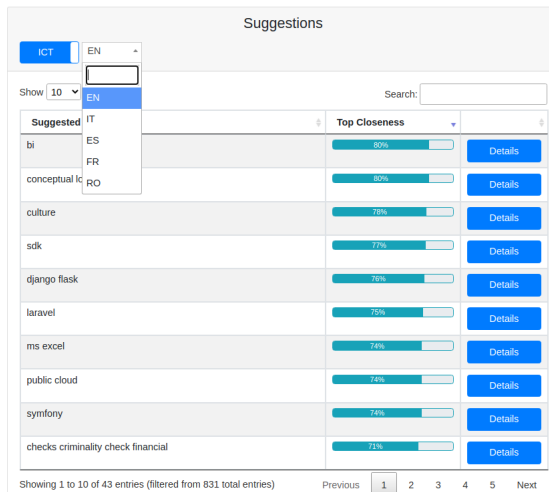 Suggestions
ICT
EN
Show 10
Search:
EN
IT
ES
FR
RO
Suggested
Top Closeness
bi
80%
Details
conceptual
80%
Details
culture
78%
Details
sdk
77%
Details
django flask
76%
Details
laravel
75%
Details
ms excel
74%
Details
public cloud
74%
Details
symfony
74%
Details
checks criminality check financial
71%
Details
Showing 1 to 10 of 43 entries (filtered from 831 total entries)
Previous 1 2 3 4 5 Next